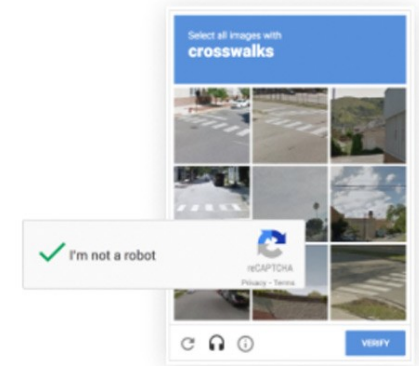 Select all images with
crosswalks
I'm not a robot
reCAPTCHA
Privacy - Terms
VERIFY